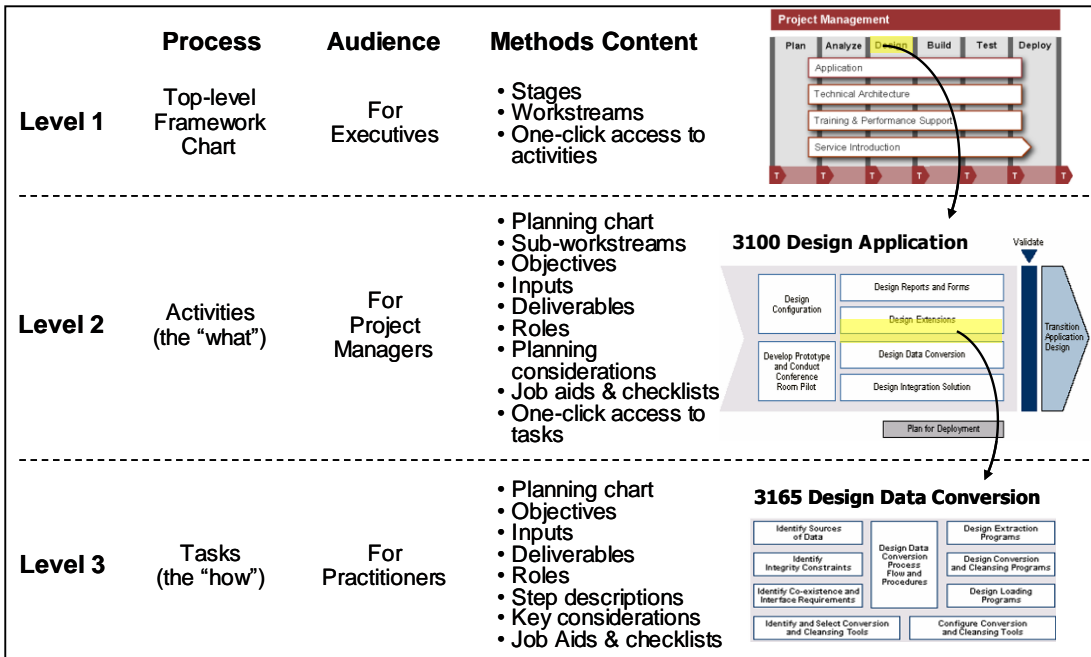 Process
Audience
Methods Content
Level 1
Top-level
Framework
Chart
For
Executives
• Stages
• Workstreams
• One-click access to
activities
Project Management
Plan
Analyze
Design
Build
Test
Deploy
Application
Technical Architecture
Training & Performance Support
Service Introduction
T
T
T
T
T
T
T
Level 2
Activities
(the “what”)
For
Project
Managers
• Planning chart
• Sub-workstreams
• Objectives
• Inputs
• Deliverables
• Roles
• Planning
considerations
• Job aids & checklists
• One-click access to
tasks
3100 Design Application
Validate
Design
Configuration
Develop Prototype
and Conduct
Conference
Room Pilot
Design Reports and Forms
Design Extensions
Design Data Conversion
Design Integration Solution
Plan for Deployment
Transition
Application
Design
Level 3
Tasks
(the “how”)
For
Practitioners
• Planning chart
• Objectives
• Inputs
• Deliverables
• Roles
• Step descriptions
• Key considerations
• Job Aids & checklists
3165 Design Data Conversion
Identify Sources
of Data
Identify
Integrity Constraints
Identify Co-existence and
Interface Requirements
Design Data
Conversion
Process
Flow and
Procedures
Design Extraction
Programs
Design Conversion
and Cleansing Programs
Design Loading
Programs
Identify and Select Conversion
and Cleansing Tools
Configure Conversion
and Cleansing Tools